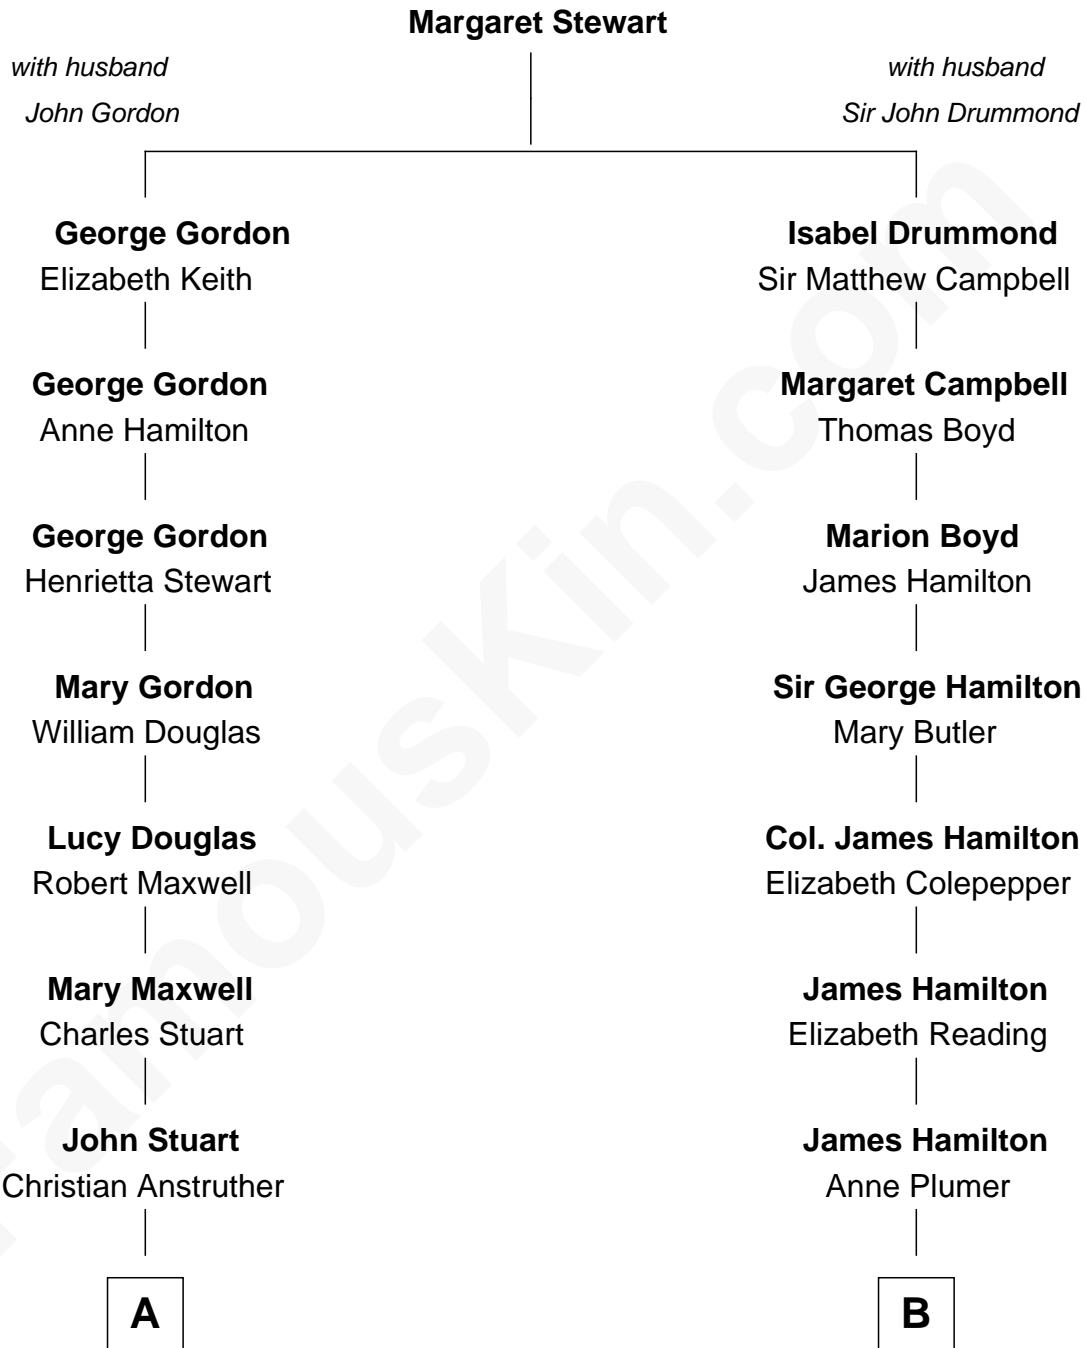 Margaret Stewart
with husband
John Gordon
with husband
Sir John Drummond
George Gordon
Elizabeth Keith
Isabel Drummond
Sir Matthew Campbell
George Gordon
Anne Hamilton
Margaret Campbell
Thomas Boyd
George Gordon
Henrietta Stewart
Marion Boyd
James Hamilton
Mary Gordon
William Douglas
Sir George Hamilton
Mary Butler
Lucy Douglas
Robert Maxwell
Col. James Hamilton
Elizabeth Colepepper
Mary Maxwell
Charles Stuart
James Hamilton
Elizabeth Reading
John Stuart
Christian Anstruther
James Hamilton
Anne Plumer
A
B
FamousKin.com